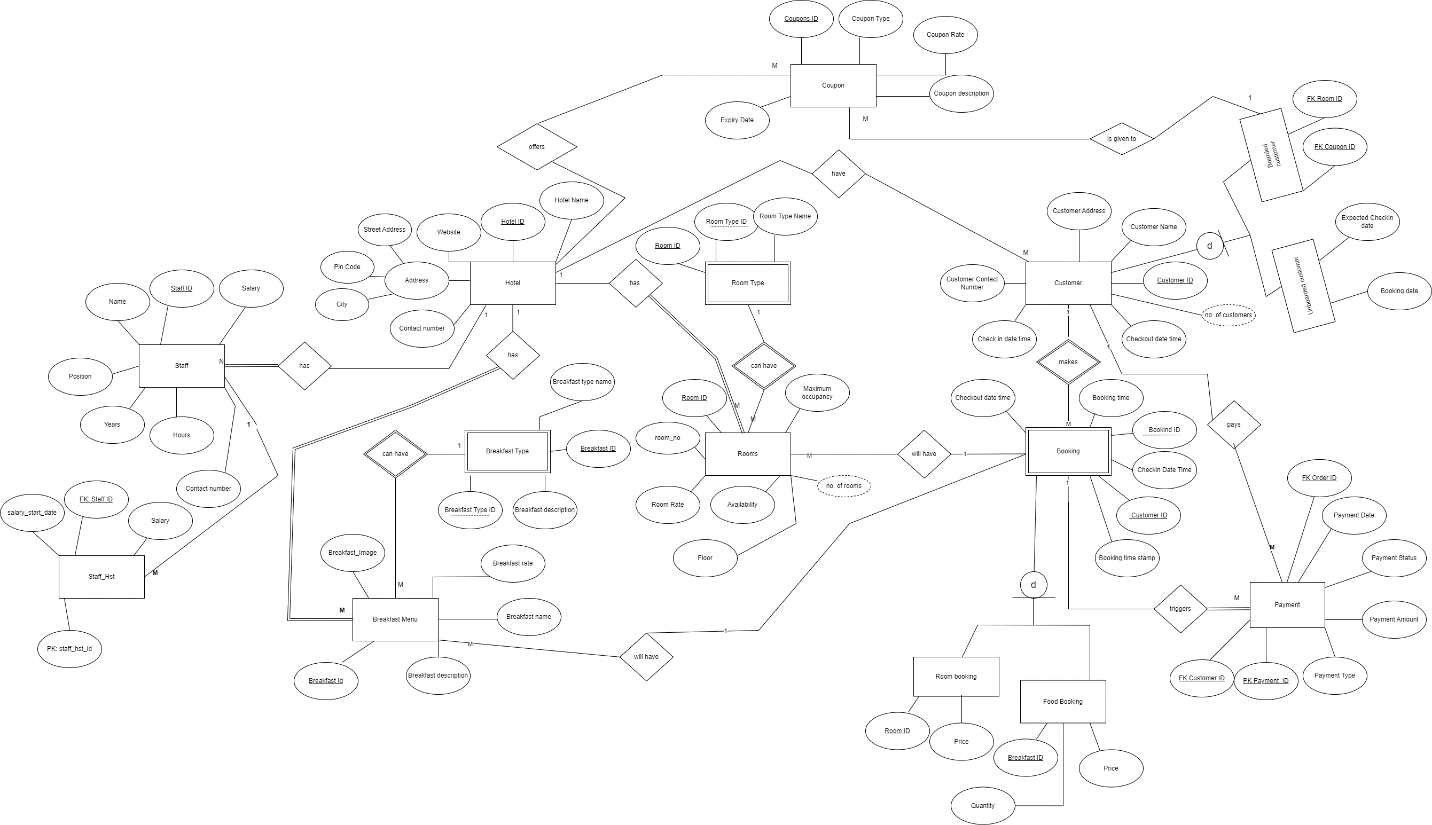 Coupons ID
Coupon Type
Coupon Rate
M
Coupon
Coupon description
Expiry Date
M
1
FK Room ID
offers
is given to
Boarded customer
FK Coupon ID
have
Hotel Name
Room Type ID
Room Type Name
Customer Address
Customer Name
Expected Checkin
date
Street Address
Website
Hotel ID
Room ID
d
M
Pin Code
Address
1
Hotel
has
Room Type
Customer Contact
Number
Customer
Customer ID
Unboarded customer
Booking date
Name
Staff ID
Salary
City
Contact number
1
1
1
1
no. of customers
Check in date time
Checkout date time
1
N
Staff
has
has
can have
makes
Position
Breakfast type name
Maximum
occupancy
Checkout date time
Booking time
Room ID
M
M
Years
Hours
1
M
pays
Bookind ID
room_no
can have
1
Breakfast Type
Breakfast ID
Rooms
M
will have
1
Booking
Checkin Date Time
FK Order ID
Contact number
no. of rooms
1
FK_Staff ID
salary_start_date
Salary
Breakfast Type ID
Breakfast description
Room Rate
Availability
Customer ID
Payment Date
Booking time stamp
M
Floor
Payment Status
Breakfast_Image
Breakfast rate
Staff_Hst
M
M
d
M
M
triggers
Payment
Breakfast Menu
Breakfast name
Payment Amount
1
M
will have
PK: staff_hst_id
Breakfast Id
Breakfast description
Room booking
FK Customer ID
FK Payment_ID
Payment Type
Food Booking
Room ID
Price
Breakfast ID
Price
Quantity